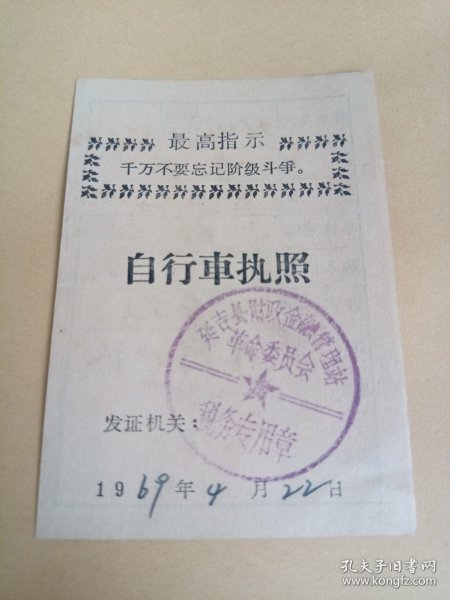 最高指示
千万不要忘记阶级斗争。
自行車执照
延吉县财政金融管理站
革命委员会
税务专用章
发证机关：
1969年4月22日
孔夫子旧书网
www.kongfz.com